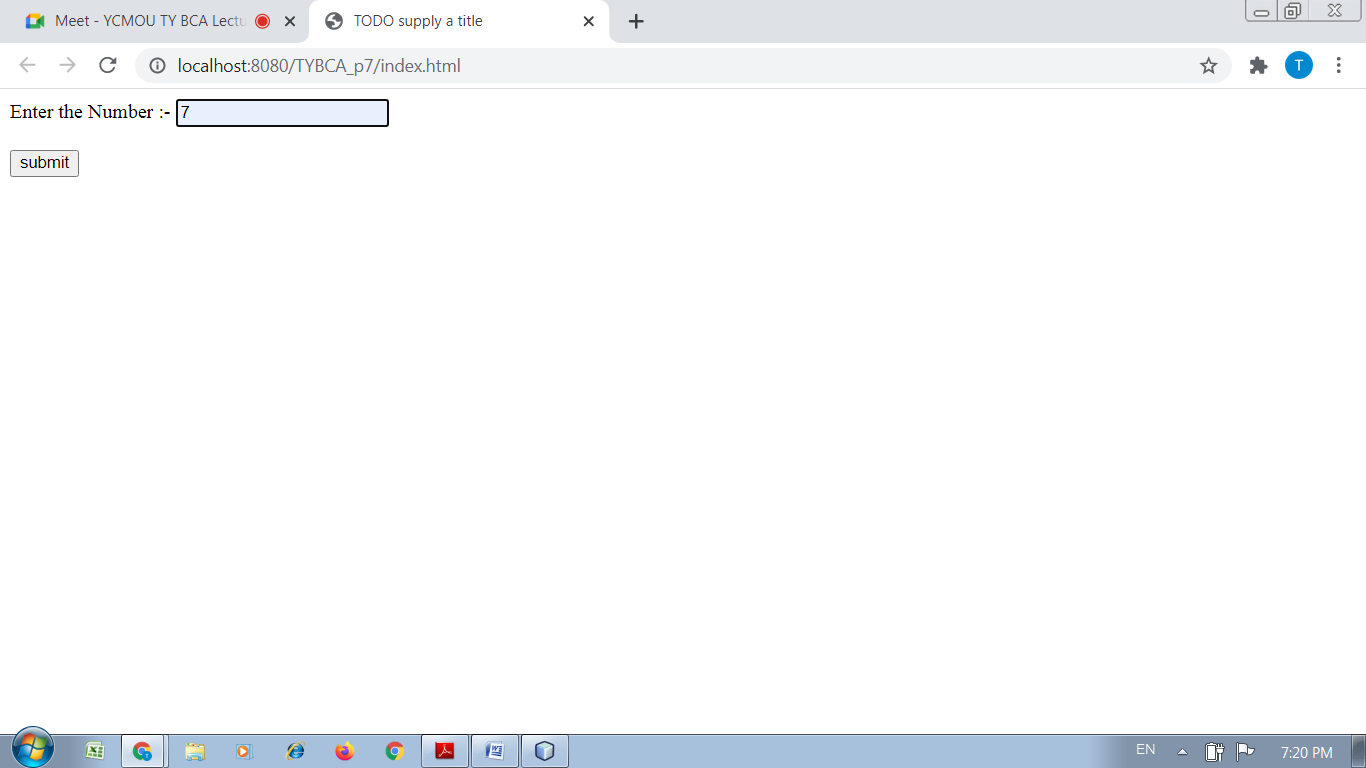 Meet - YCMOU TY BCA Lectu
TODO supply a title
localhost:8080/TYBCA_p7/index.html
T
Enter the Number :- 7
submit
EN
7:20 PM